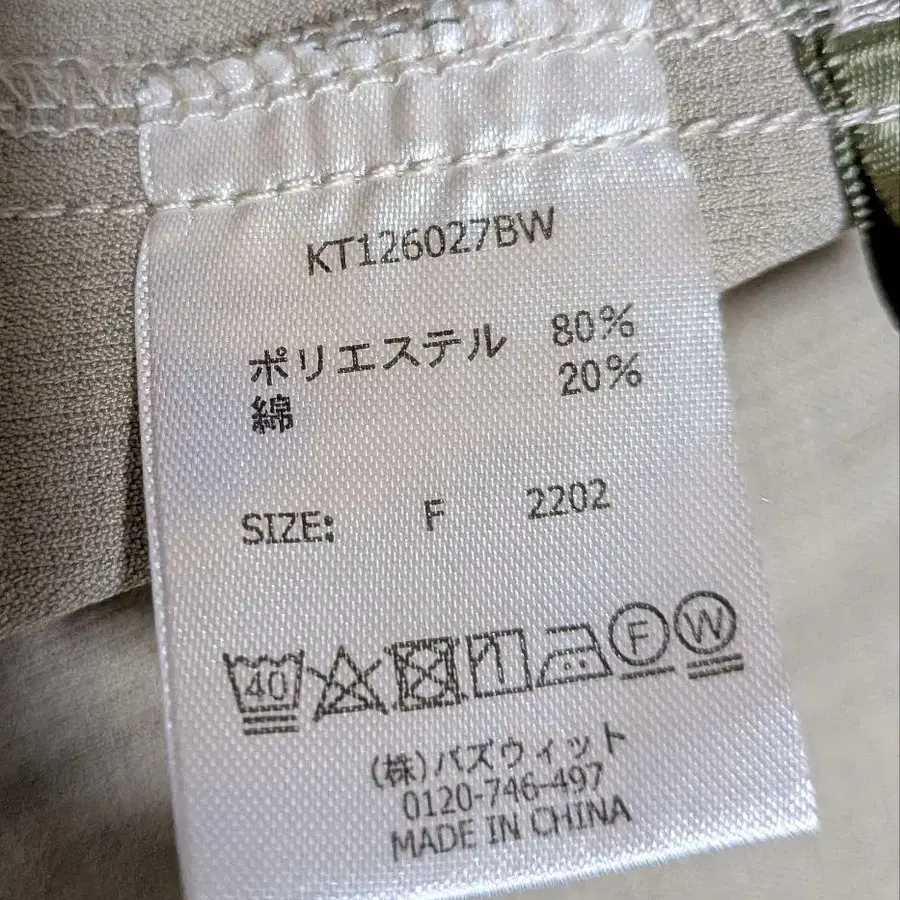 KT126027BW
ポリエステル 80%
綿 20%
SIZE: F 2202
40 F W
(株)バズウィット
0120-746-497
MADE IN CHINA